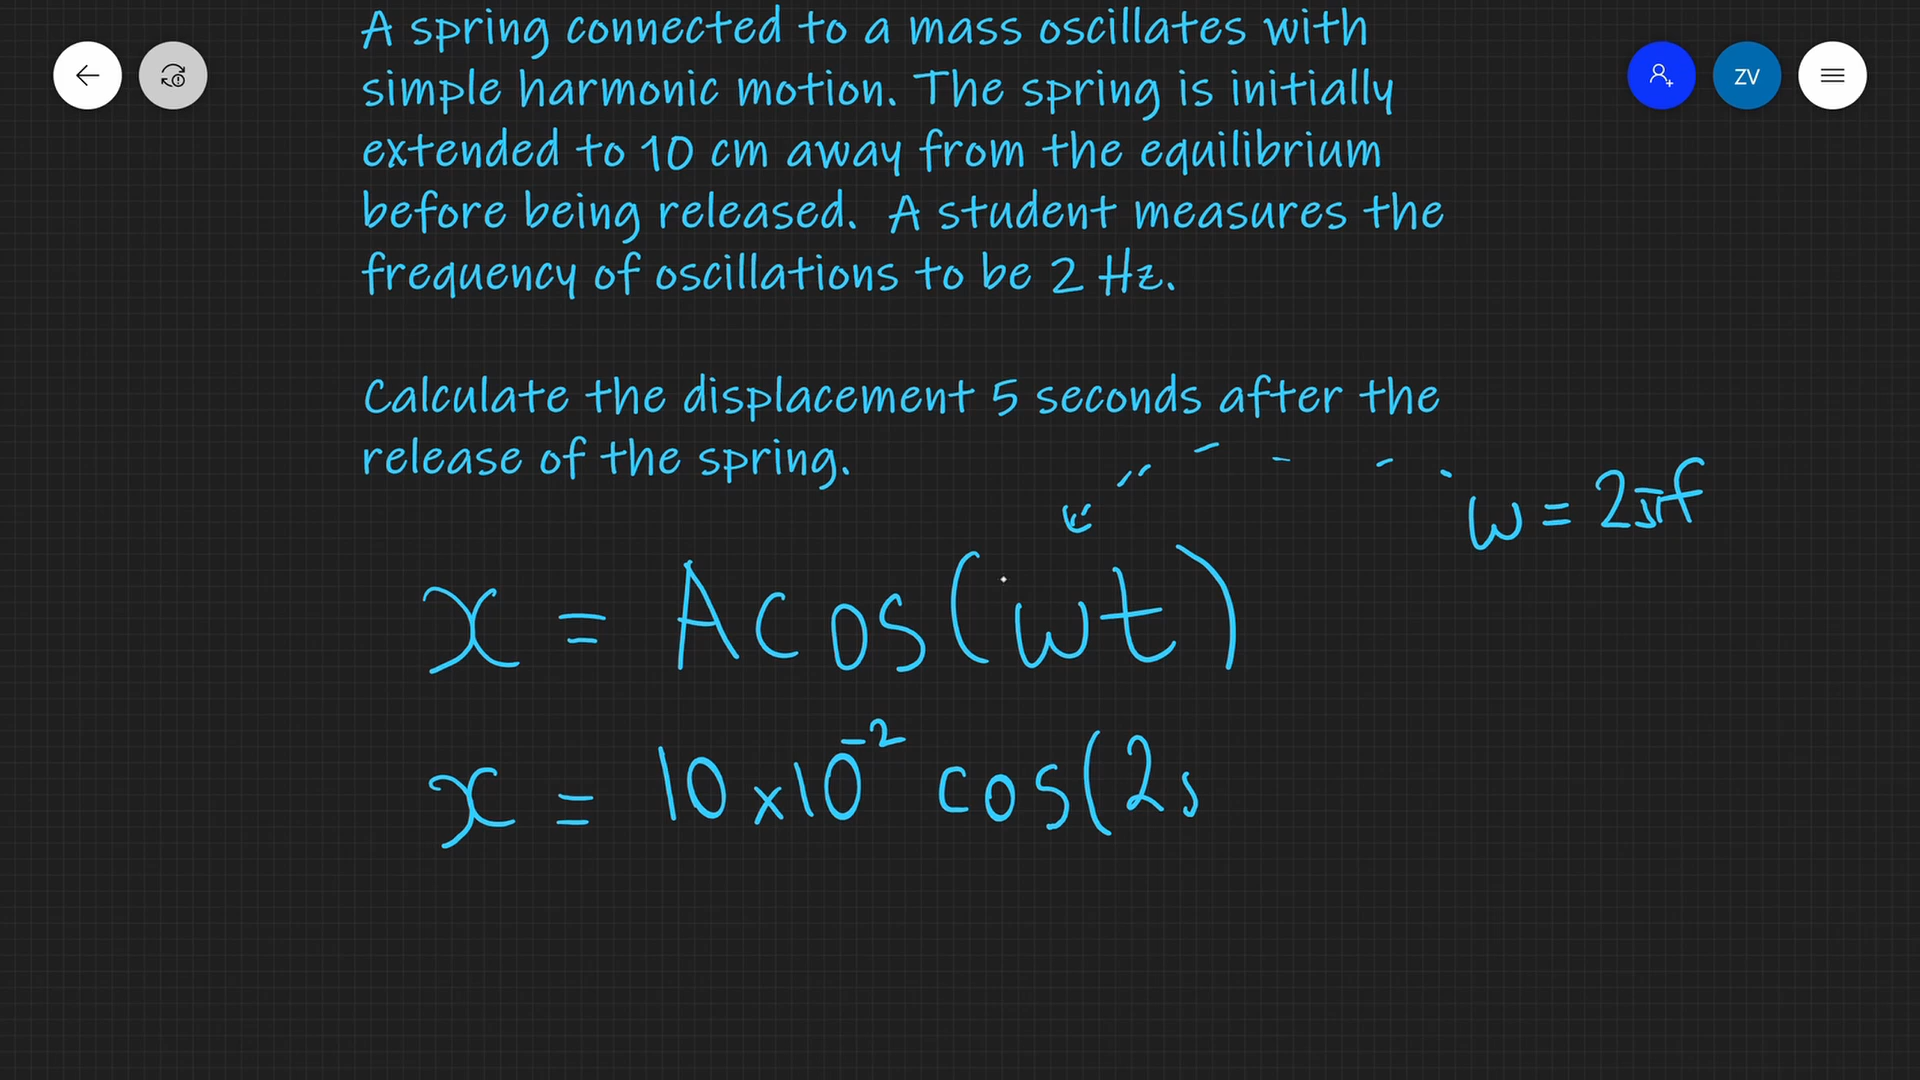 A spring connected to a mass oscillates with
simple harmonic motion. The spring is initially
extended to 10 cm away from the equilibrium
before being released. A student measures the
frequency of oscillations to be 2 Hz.
ZV
Calculate the displacement 5 seconds after the
release of the spring.
ω = 2πf
x = A cos(ωt)
x = 10×10⁻² cos(2